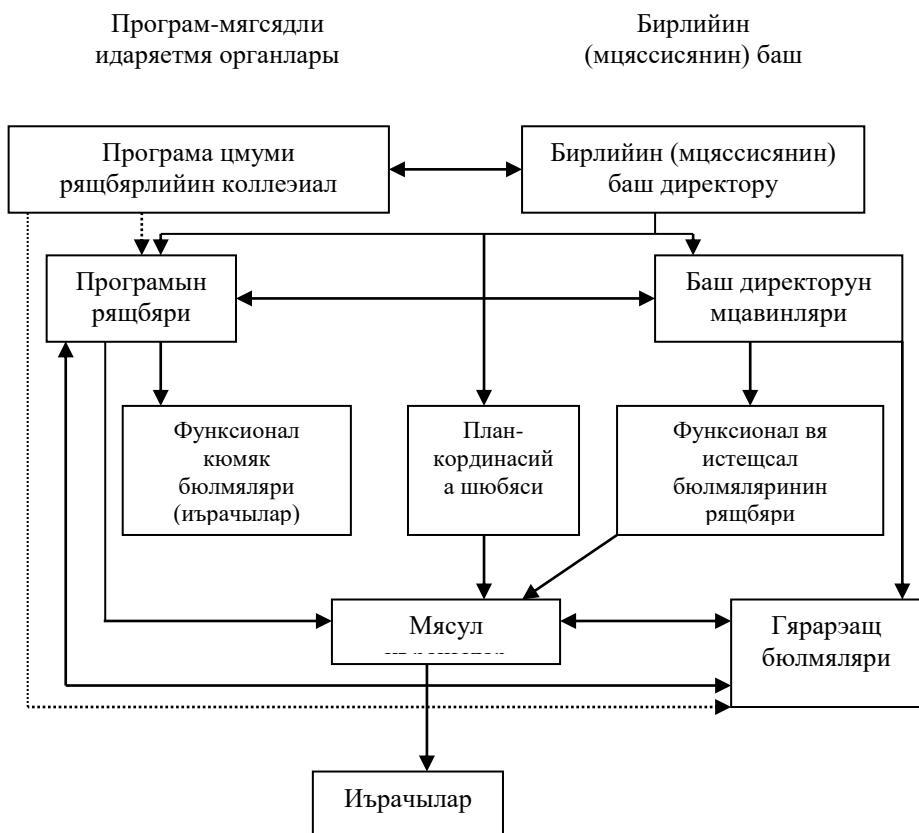 Програм-мягсядли
идаряетмя органлары
Бирлийин
(мцяссисянин) баш
Програма цмуми
рящбярлийин коллеэиал
Бирлийин (мцяссисянин)
баш директору
Програмын
рящбяри
Баш директорун
мцавинляри
Функсионал
кюмяк
бюлмяляри
(иърачылар)
План-
кординасий
а шюбяси
Функсионал вя
истещсал
бюлмяляринин
рящбяри
Мясул
Гярарэащ
бюлмяляри
Иърачылар